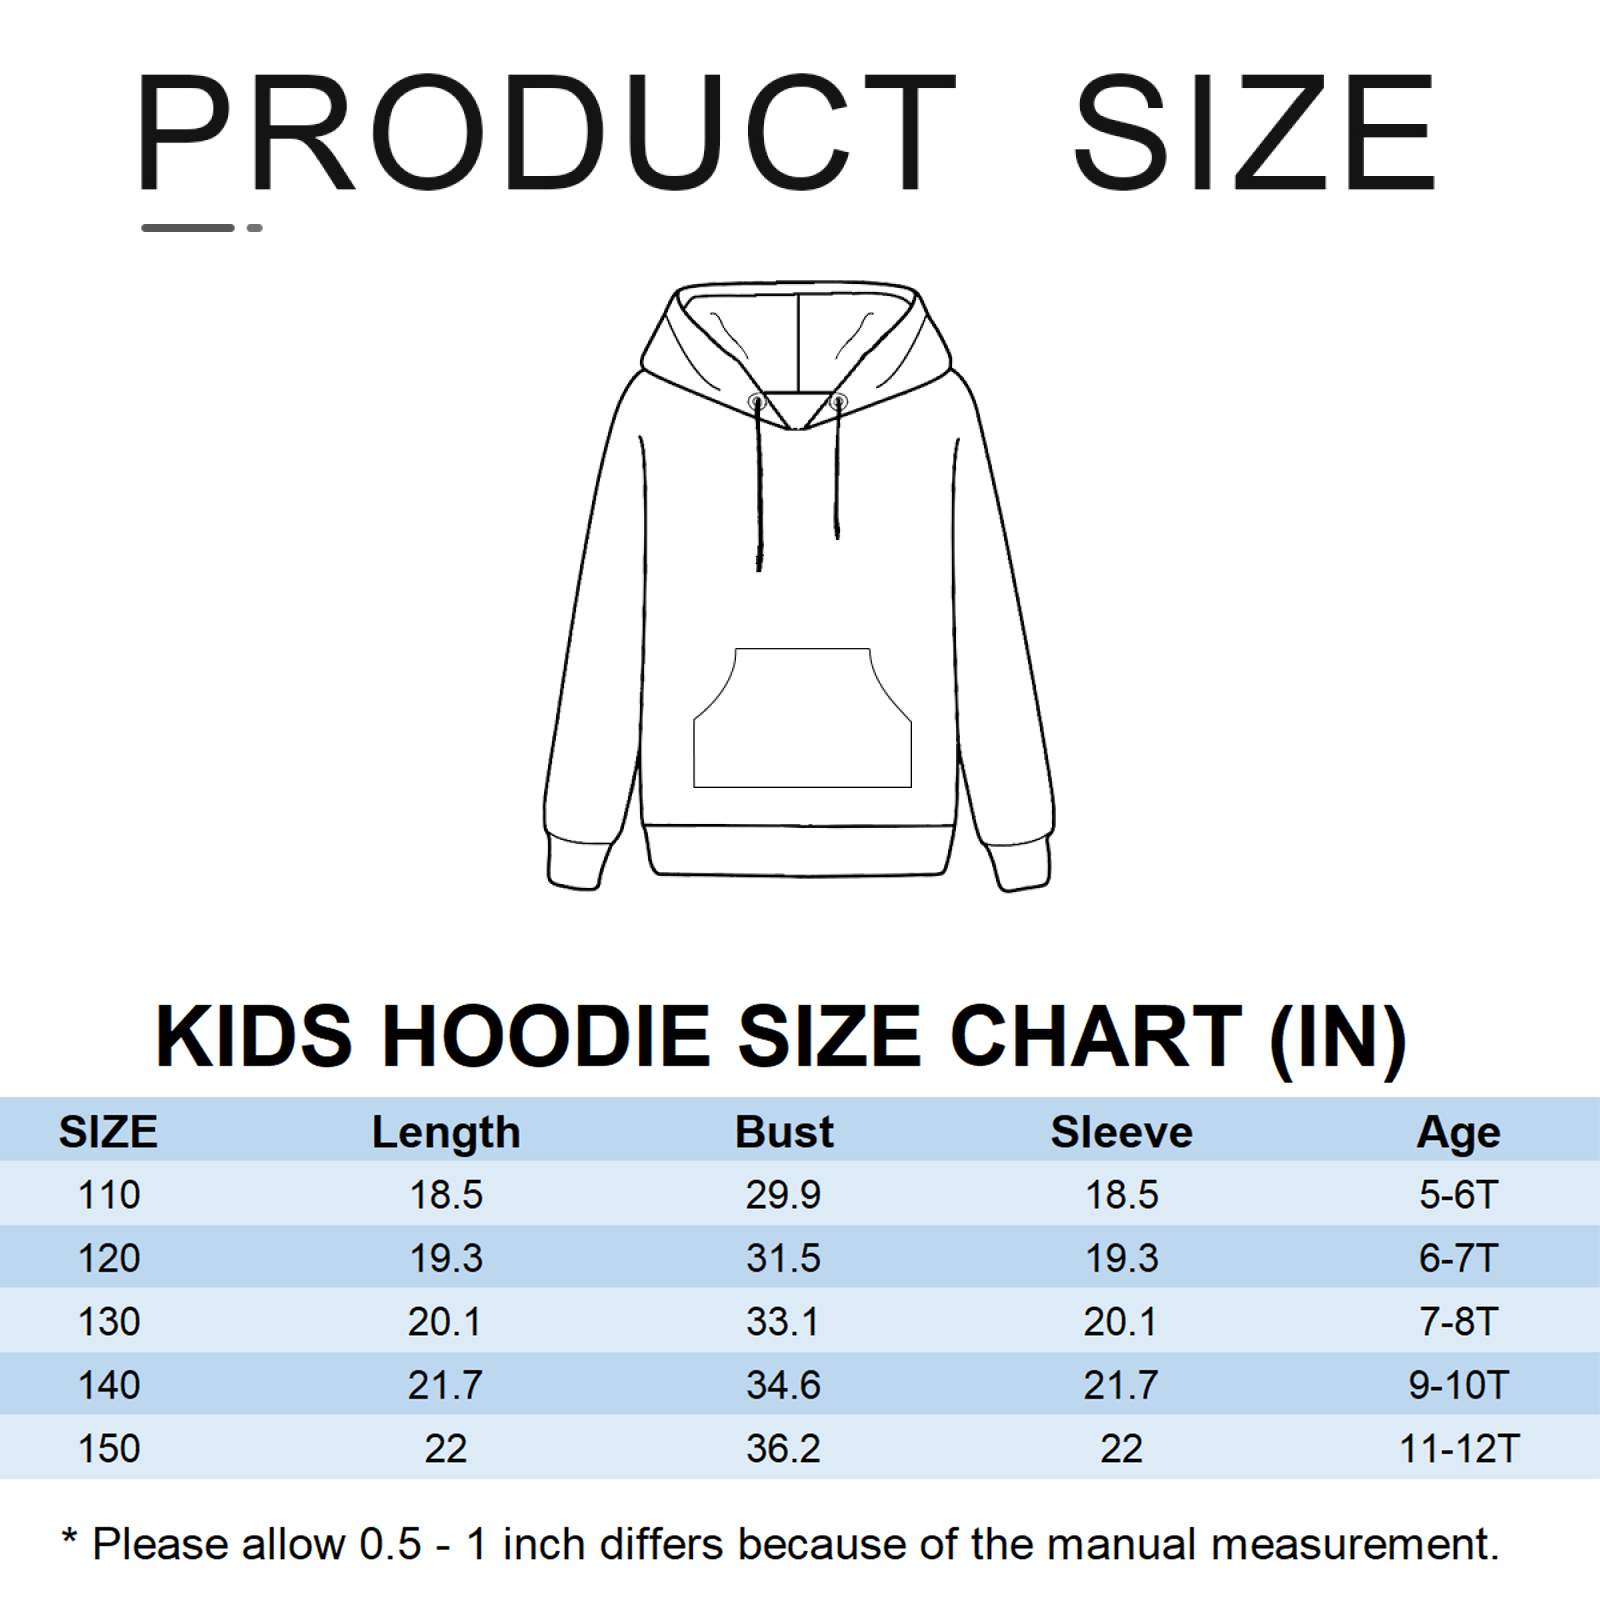 PRODUCT SIZE
KIDS HOODIE SIZE CHART (IN)
SIZE Length Bust Sleeve Age
110 18.5 29.9 18.5 5-6T
120 19.3 31.5 19.3 6-7T
130 20.1 33.1 20.1 7-8T
140 21.7 34.6 21.7 9-10T
150 22 36.2 22 11-12T
* Please allow 0.5 - 1 inch differs because of the manual measurement.